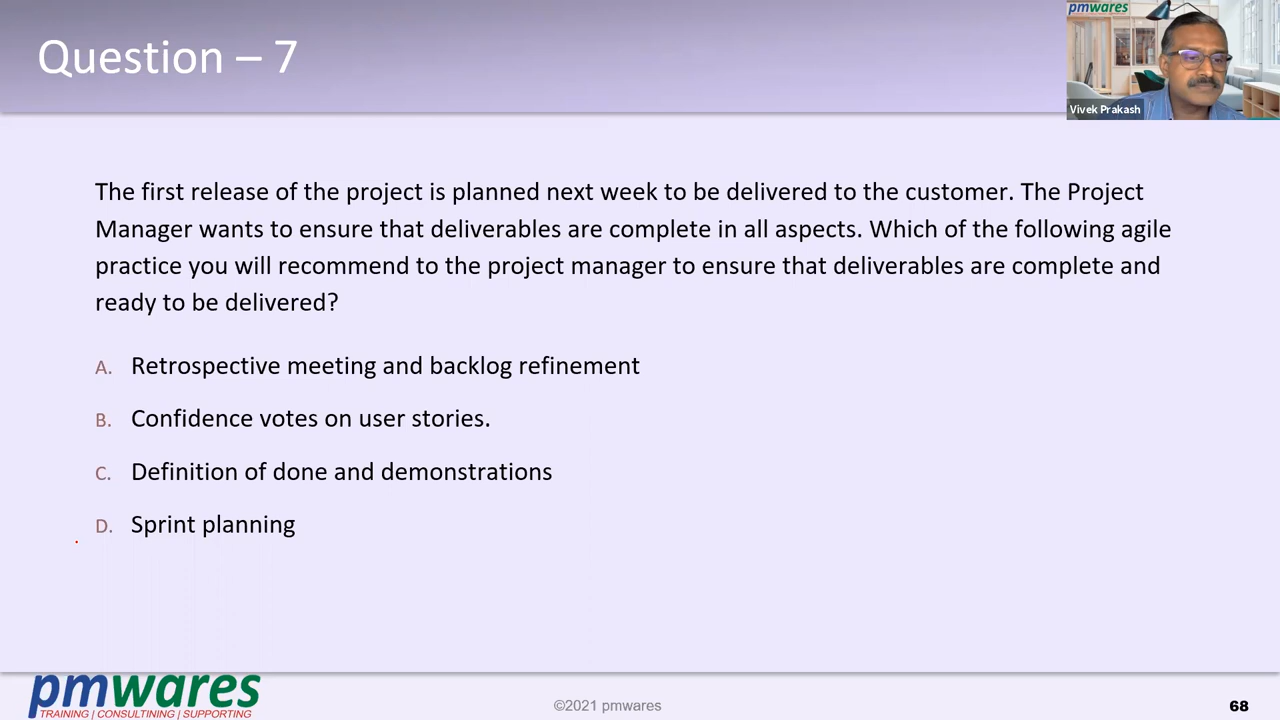 Question – 7
pmwares
Vivek Prakash
The first release of the project is planned next week to be delivered to the customer. The Project
Manager wants to ensure that deliverables are complete in all aspects. Which of the following agile
practice you will recommend to the project manager to ensure that deliverables are complete and
ready to be delivered?
A. Retrospective meeting and backlog refinement
B. Confidence votes on user stories.
C. Definition of done and demonstrations
D. Sprint planning
pmwares
TRAINING | CONSULTINING | SUPPORTING
©2021 pmwares
68